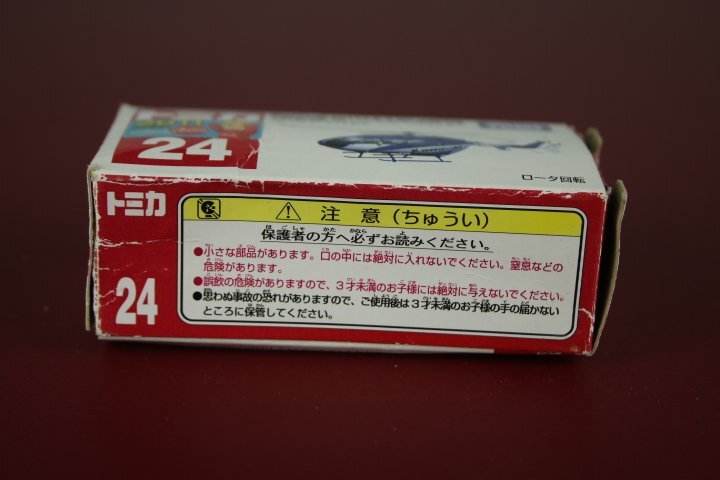 24
ロータ回転
トミカ
24
注意(ちゅうい)
保護者の方へ必ずお読みください。
●小さな部品があります。口の中には絶対に入れないでください。窒息などの
危険があります。
●誤飲の危険がありますので、3才未満のお子様には絶対に与えないでください。
●思わぬ事故の恐れがありますので、ご使用後は3才未満のお子様の手の届かない
ところに保管してください。